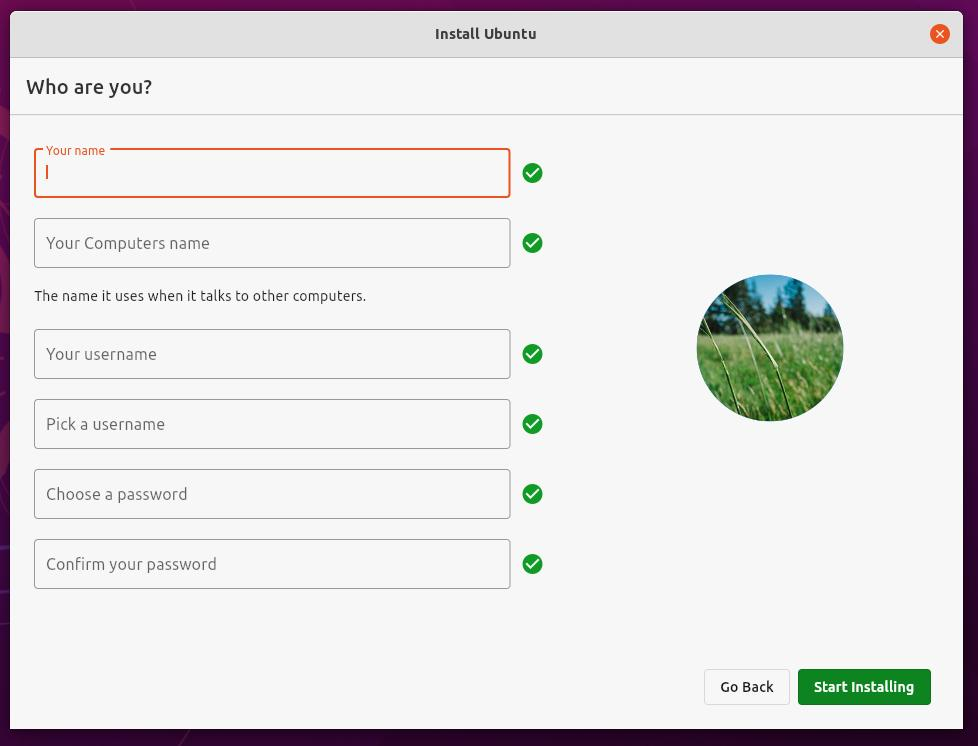 Install Ubuntu
Who are you?
Your name
Your Computers name
The name it uses when it talks to other computers.
Your username
Pick a username
Choose a password
Confirm your password
Go Back
Start Installing